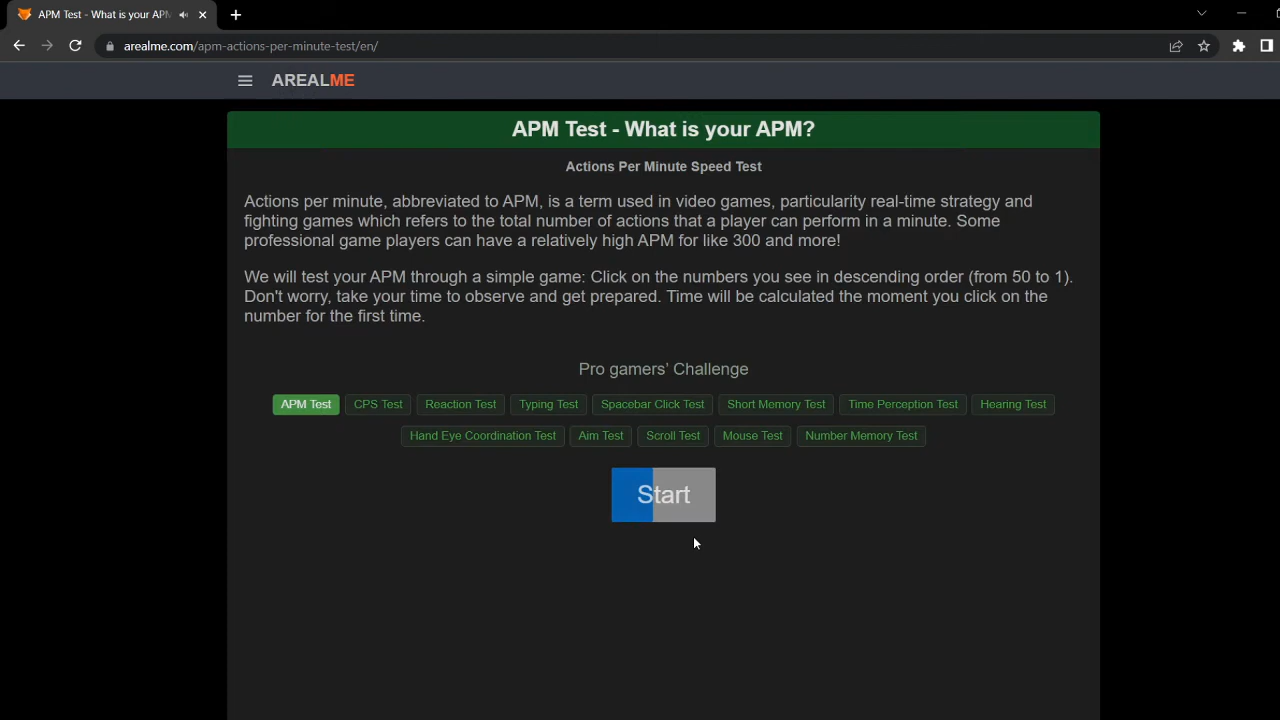 APM Test - What is your APM
arealme.com/apm-actions-per-minute-test/en/
AREALME
APM Test - What is your APM?
Actions Per Minute Speed Test
Actions per minute, abbreviated to APM, is a term used in video games, particularity real-time strategy and
fighting games which refers to the total number of actions that a player can perform in a minute. Some
professional game players can have a relatively high APM for like 300 and more!
We will test your APM through a simple game: Click on the numbers you see in descending order (from 50 to 1).
Don't worry, take your time to observe and get prepared. Time will be calculated the moment you click on the
number for the first time.
Pro gamers' Challenge
APM Test CPS Test Reaction Test Typing Test Spacebar Click Test Short Memory Test Time Perception Test Hearing Test
Hand Eye Coordination Test Aim Test Scroll Test Mouse Test Number Memory Test
Start